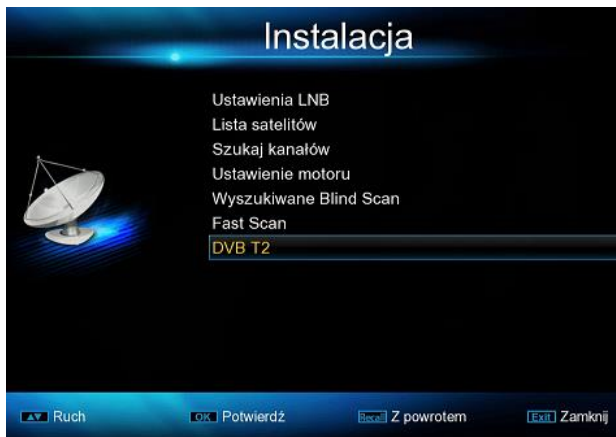 Instalacja
Ustawienia LNB
Lista satelitów
Szukaj kanałów
Ustawienie motoru
Wyszukiwane Blind Scan
Fast Scan
DVB T2
▲▼ Ruch OK Potwierdź Recall Z powrotem Exit Zamknij